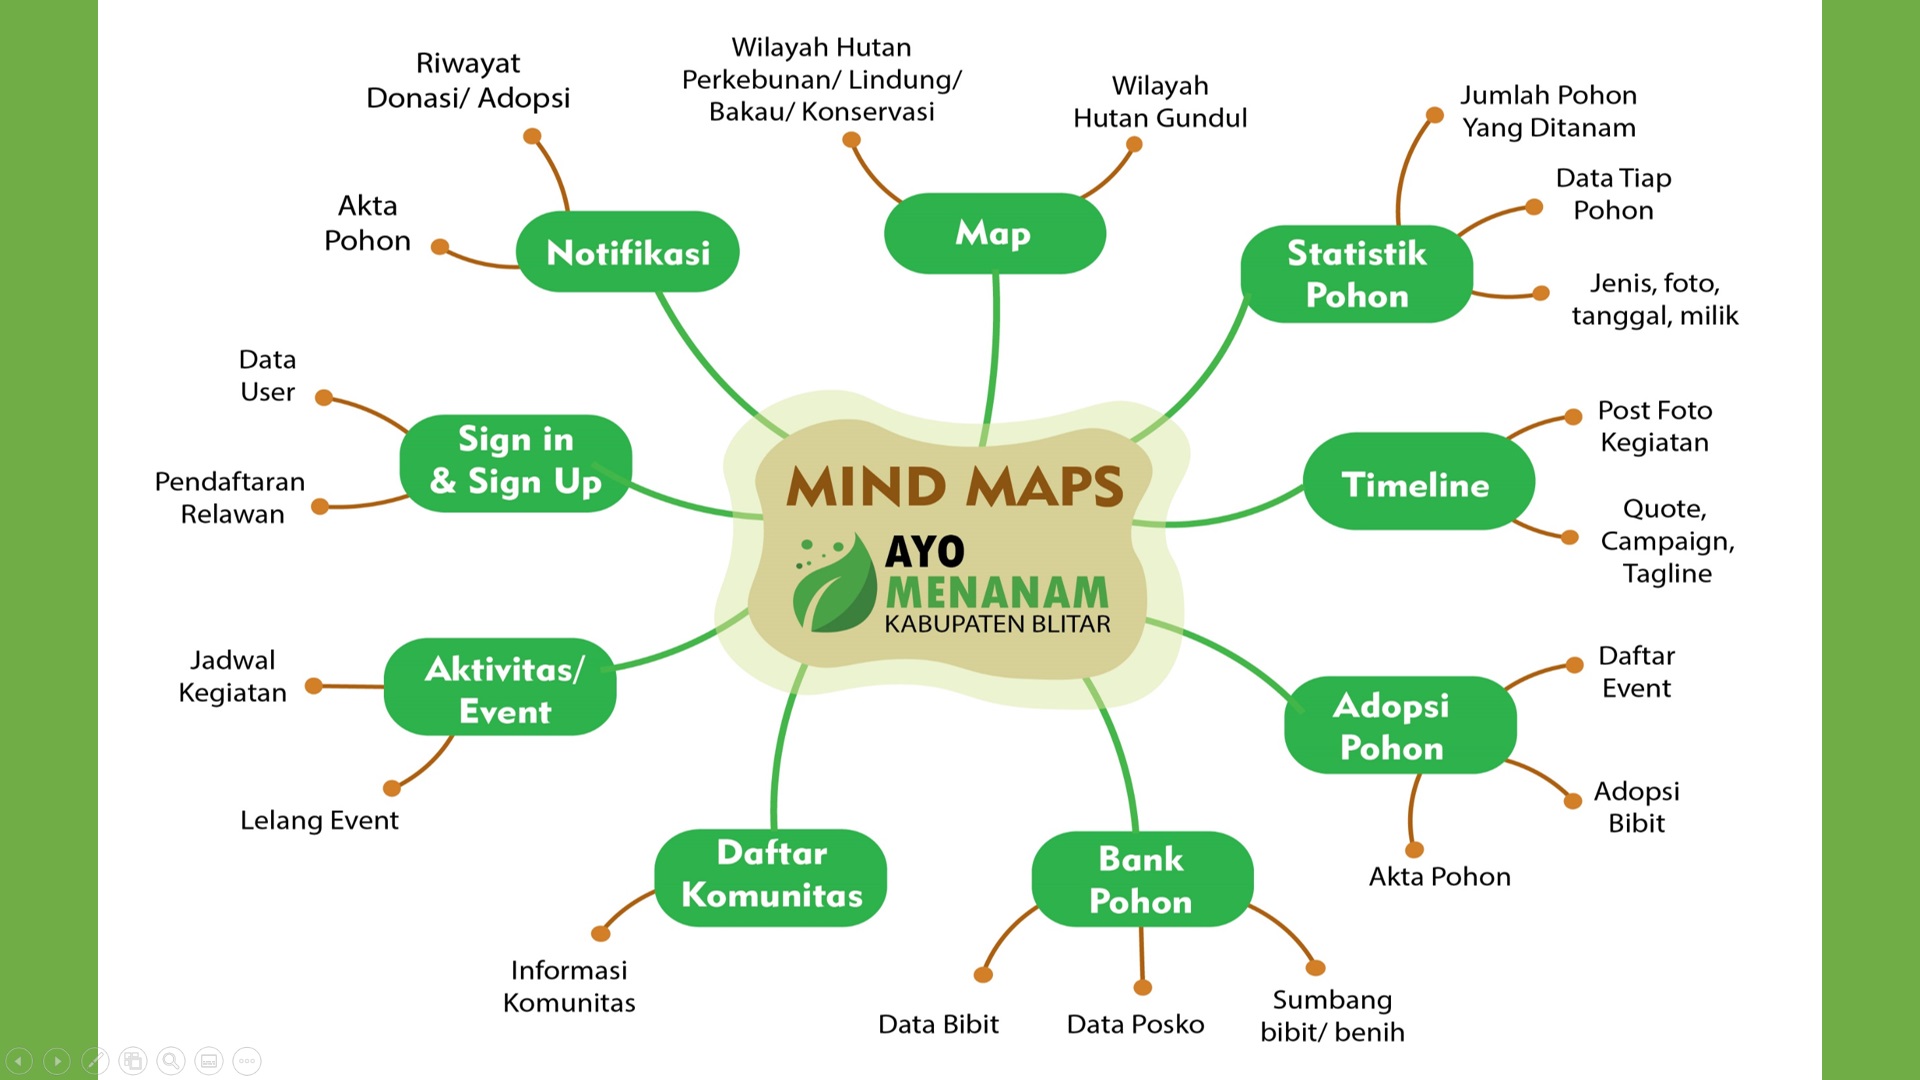 MIND MAPS
AYO
MENANAM
KABUPATEN BLITAR
Notifikasi
Riwayat
Donasi/ Adopsi
Akta
Pohon
Map
Wilayah Hutan
Perkebunan/ Lindung/
Bakau/ Konservasi
Wilayah
Hutan Gundul
Statistik
Pohon
Jumlah Pohon
Yang Ditanam
Data Tiap
Pohon
Jenis, foto,
tanggal, milik
Timeline
Post Foto
Kegiatan
Quote,
Campaign,
Tagline
Adopsi
Pohon
Daftar
Event
Adopsi
Bibit
Akta Pohon
Bank
Pohon
Sumbang
bibit/ benih
Data Posko
Data Bibit
Daftar
Komunitas
Informasi
Komunitas
Aktivitas/
Event
Jadwal
Kegiatan
Lelang Event
Sign in
& Sign Up
Data
User
Pendaftaran
Relawan